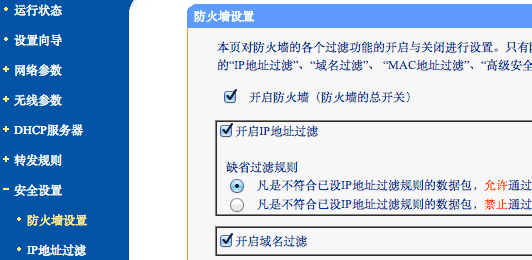 运行状态
设置向导
网络参数
无线参数
DHCP服务器
转发规则
安全设置
防火墙设置
IP地址过滤
防火墙设置
本页对防火墙的各个过滤功能的开启与关闭进行设置。只有
的“IP地址过滤”、“域名过滤”、“MAC地址过滤”、“高级安全
开启防火墙（防火墙的总开关）
开启IP地址过滤
缺省过滤规则
凡是不符合已设IP地址过滤规则的数据包，允许通过
凡是不符合已设IP地址过滤规则的数据包，禁止通过
开启域名过滤